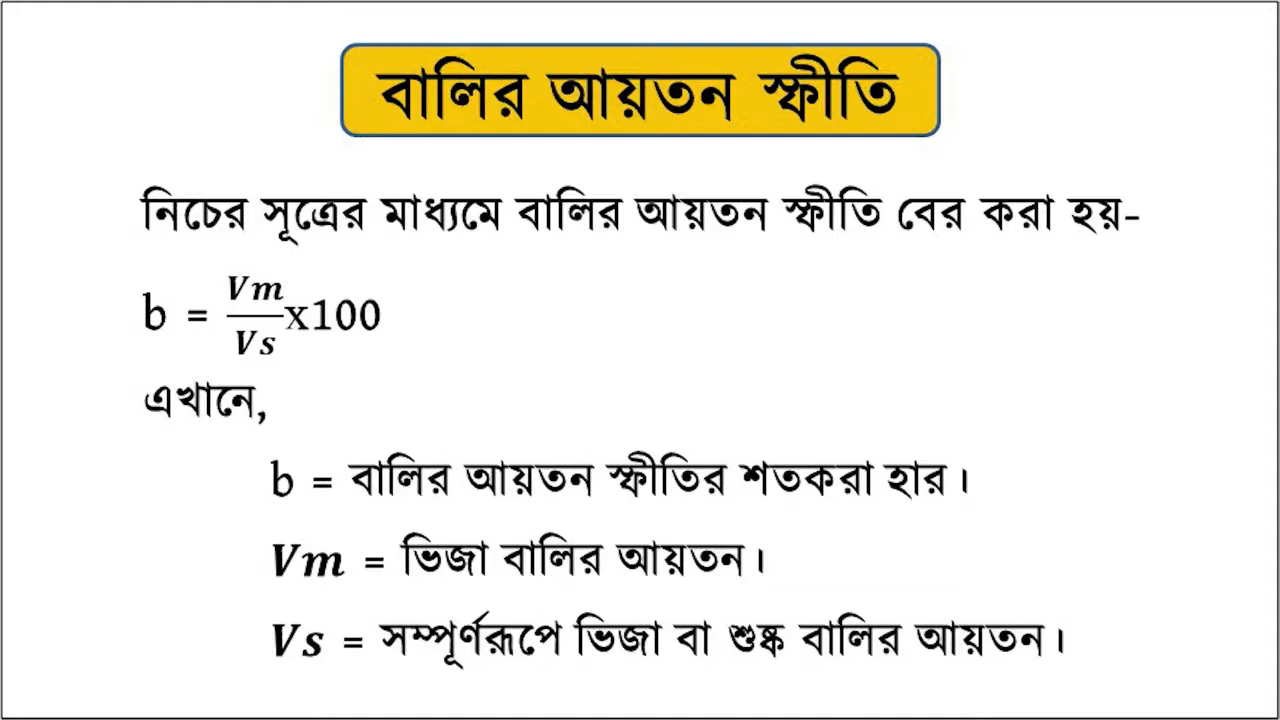 বালির আয়তন স্ফীতি
নিচের সূত্রের মাধ্যমে বালির আয়তন স্ফীতি বের করা হয়-
b = Vm/Vs x100
এখানে,
b = বালির আয়তন স্ফীতির শতকরা হার।
Vm = ভিজা বালির আয়তন।
Vs = সম্পূর্ণরূপে ভিজা বা শুষ্ক বালির আয়তন।